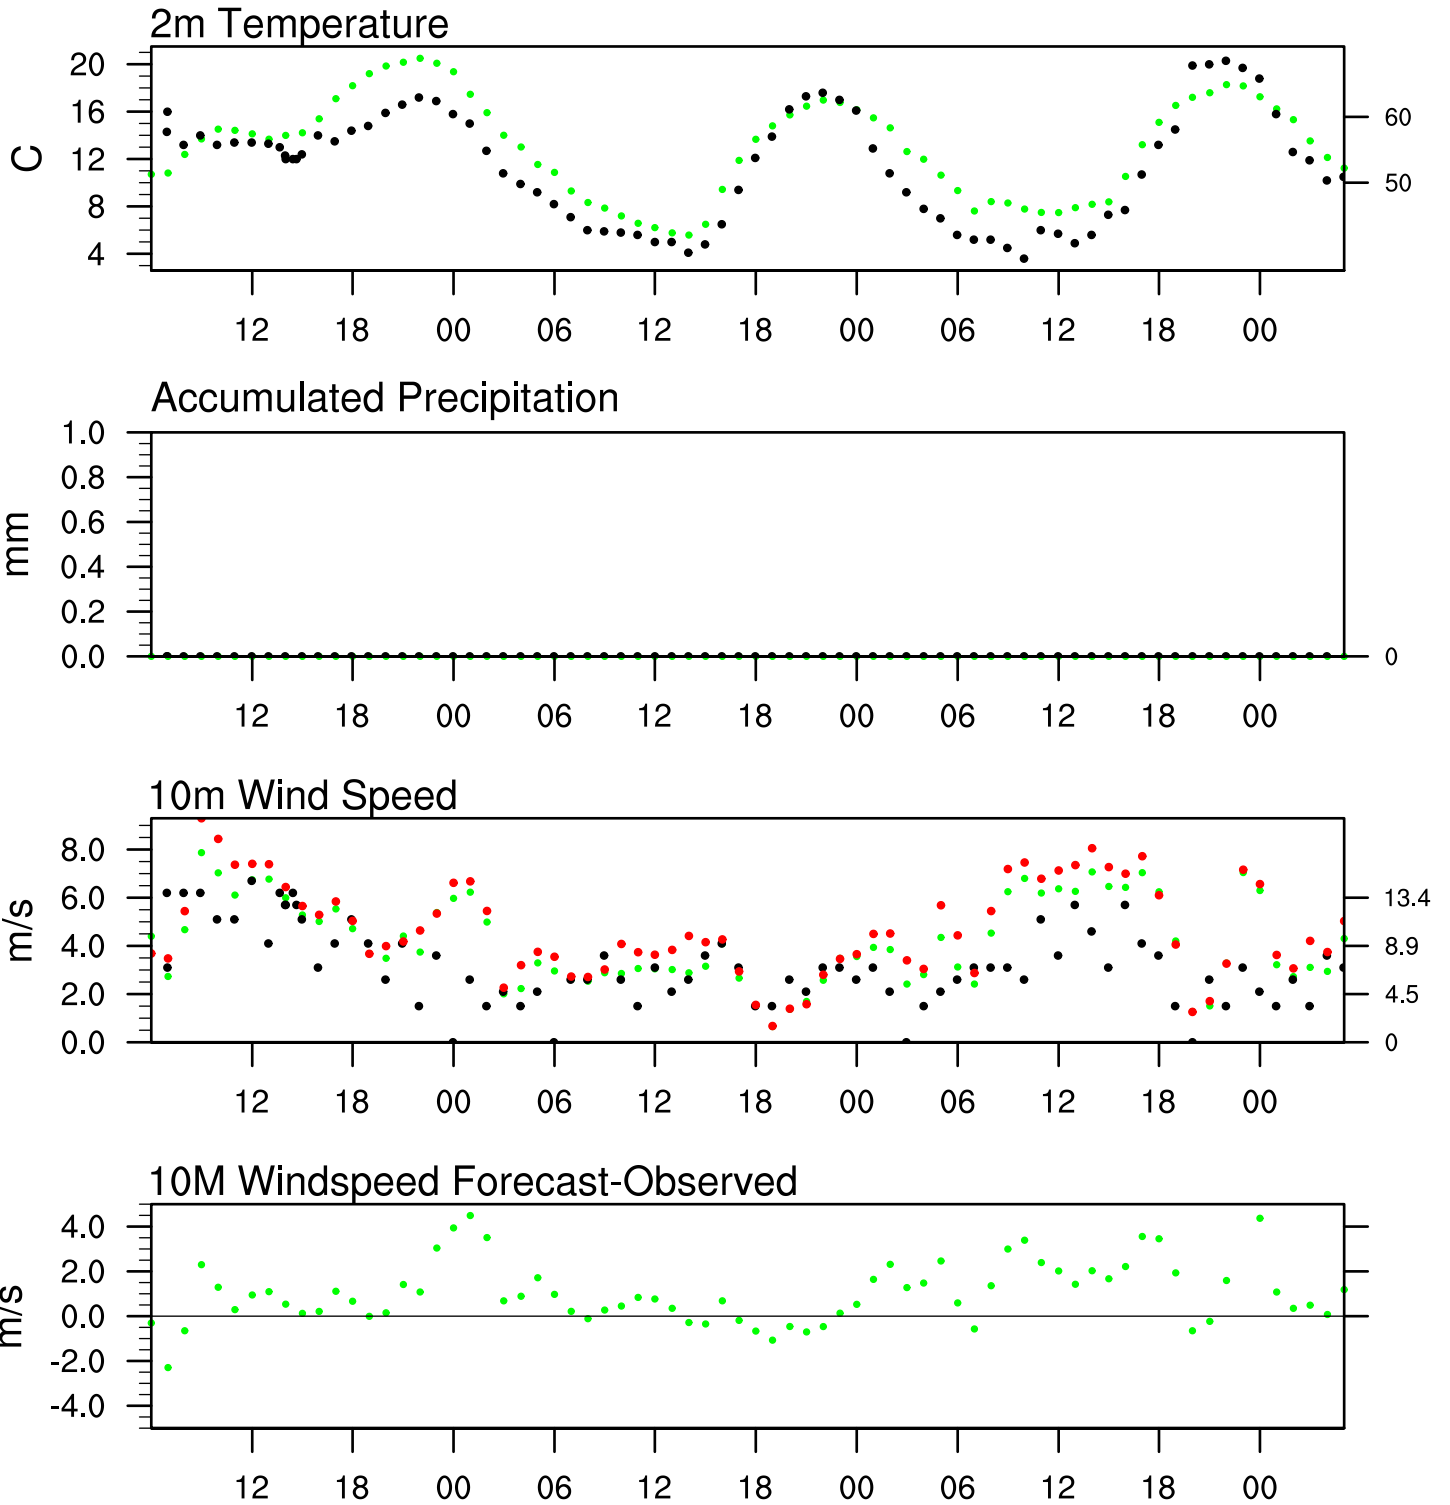 2m Temperature
20
16
12
8
4
C
60
50
12 18 00 06 12 18 00 06 12 18 00
Accumulated Precipitation
1.0
0.8
0.6
0.4
0.2
0.0
mm
0
12 18 00 06 12 18 00 06 12 18 00
10m Wind Speed
8.0
6.0
4.0
2.0
0.0
m/s
13.4
8.9
4.5
0
12 18 00 06 12 18 00 06 12 18 00
10M Windspeed Forecast-Observed
4.0
2.0
0.0
-2.0
-4.0
m/s
12 18 00 06 12 18 00 06 12 18 00